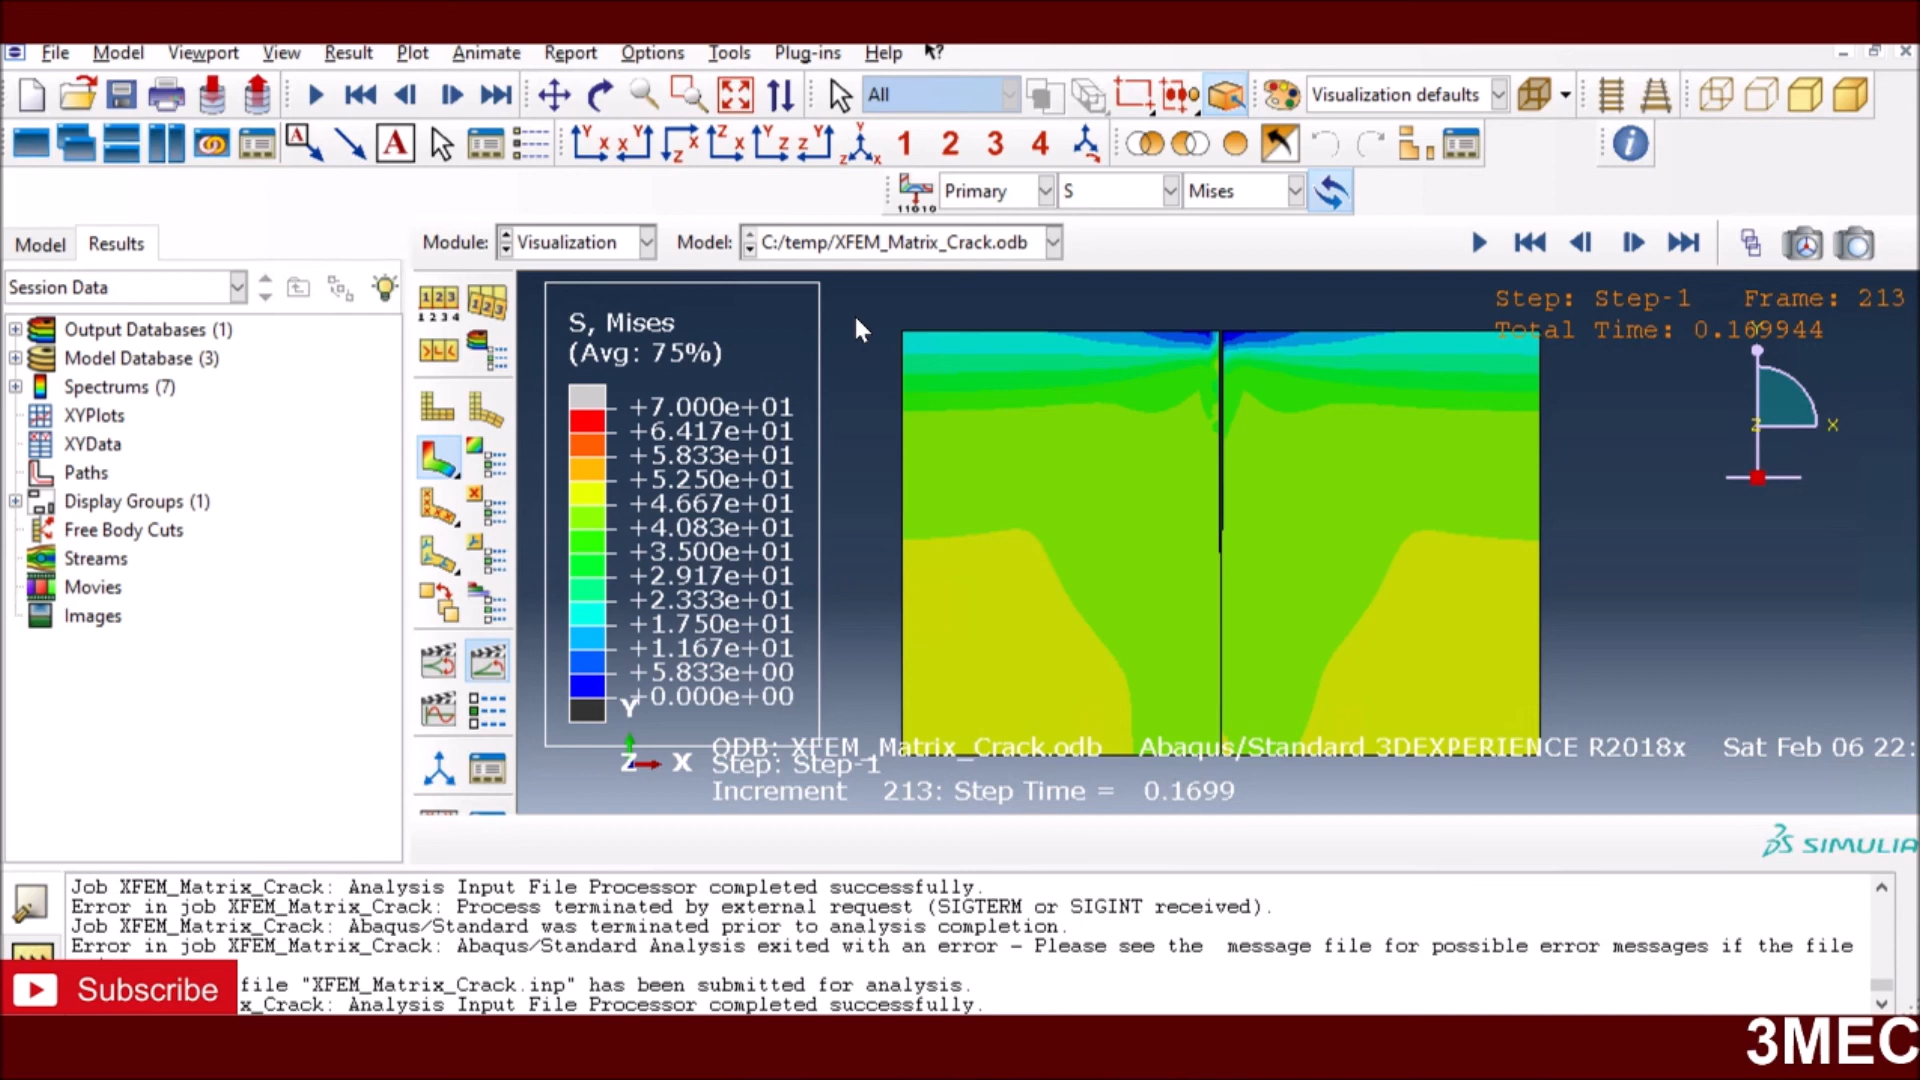 File Model Viewport View Result Plot Animate Report Options Tools Plug-ins Help
All
Visualization defaults
1 2 3 4
Primary S Mises
Model Results
Module: Visualization Model: C:/temp/XFEM_Matrix_Crack.odb
Session Data
Output Databases (1)
Model Database (3)
Spectrums (7)
XYPlots
XYData
Paths
Display Groups (1)
Free Body Cuts
Streams
Movies
Images
S, Mises
(Avg: 75%)
+7.000e+01
+6.417e+01
+5.833e+01
+5.250e+01
+4.667e+01
+4.083e+01
+3.500e+01
+2.917e+01
+2.333e+01
+1.750e+01
+1.167e+01
+5.833e+00
+0.000e+00
Step: Step-1 Frame: 213
Total Time: 0.169944
Z X
Y
Z X
ODB: XFEM_Matrix_Crack.odb Abaqus/Standard 3DEXPERIENCE R2018x Sat Feb 06 22:
Step: Step-1
Increment 213: Step Time = 0.1699
SIMULIA
Job XFEM_Matrix_Crack: Analysis Input File Processor completed successfully.
Error in job XFEM_Matrix_Crack: Process terminated by external request (SIGTERM or SIGINT received).
Job XFEM_Matrix_Crack: Abaqus/Standard was terminated prior to analysis completion.
Error in job XFEM_Matrix_Crack: Abaqus/Standard Analysis exited with an error - Please see the message file for possible error messages if the file
file "XFEM_Matrix_Crack.inp" has been submitted for analysis.
x_Crack: Analysis Input File Processor completed successfully.
Subscribe
3MEC